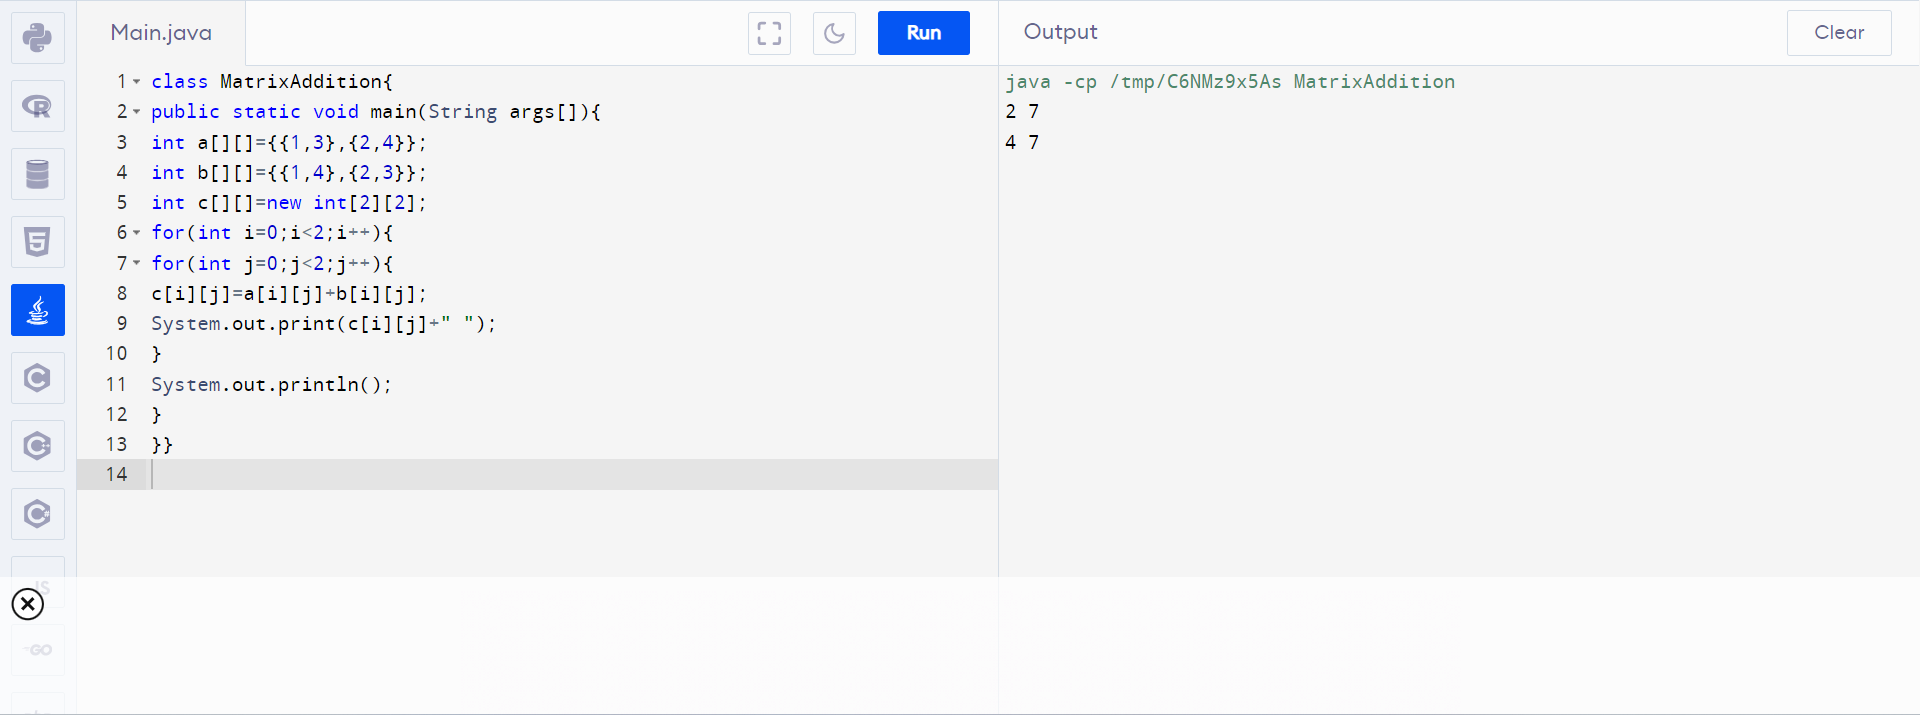 Main.java
Run
1 class MatrixAddition{
2 public static void main(String args[]){
3 int a[][]={{1,3},{2,4}};
4 int b[][]={{1,4},{2,3}};
5 int c[][]=new int[2][2];
6 for(int i=0;i<2;i++){
7 for(int j=0;j<2;j++){
8 c[i][j]=a[i][j]+b[i][j];
9 System.out.print(c[i][j]+" ");
10 }
11 System.out.println();
12 }
13 }}
14
Output
Clear
java -cp /tmp/C6NMz9x5As MatrixAddition
2 7
4 7
R
5
C
C++
C#
JS
GO